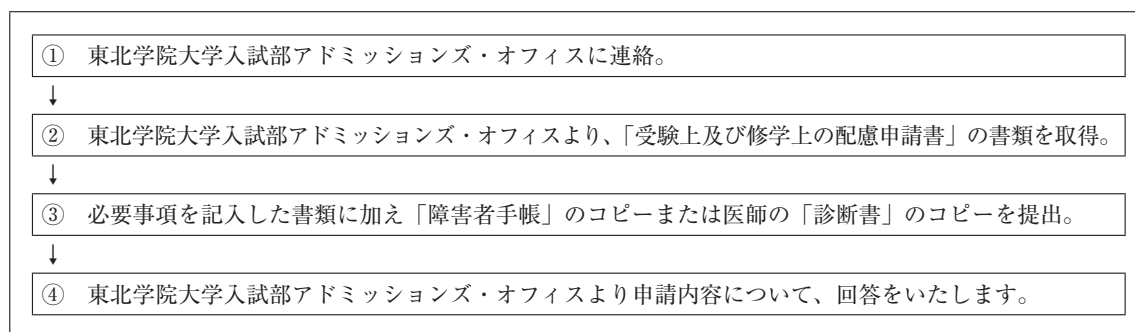 ① 東北学院大学入試部アドミッションズ・オフィスに連絡。
↓
② 東北学院大学入試部アドミッションズ・オフィスより、「受験上及び修学上の配慮申請書」の書類を取得。
↓
③ 必要事項を記入した書類に加え「障害者手帳」のコピーまたは医師の「診断書」のコピーを提出。
↓
④ 東北学院大学入試部アドミッションズ・オフィスより申請内容について、回答をいたします。